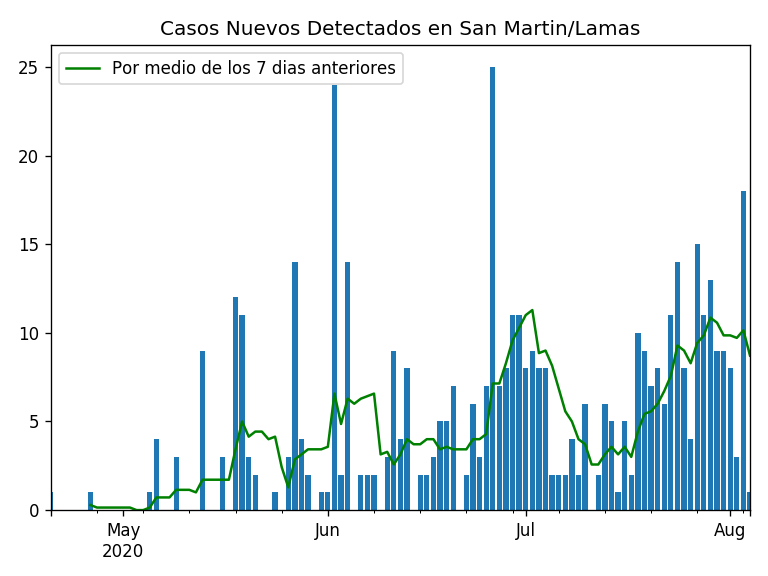 Casos Nuevos Detectados en San Martin/Lamas
Por medio de los 7 dias anteriores
25
20
15
10
5
0
May
2020
Jun
Jul
Aug